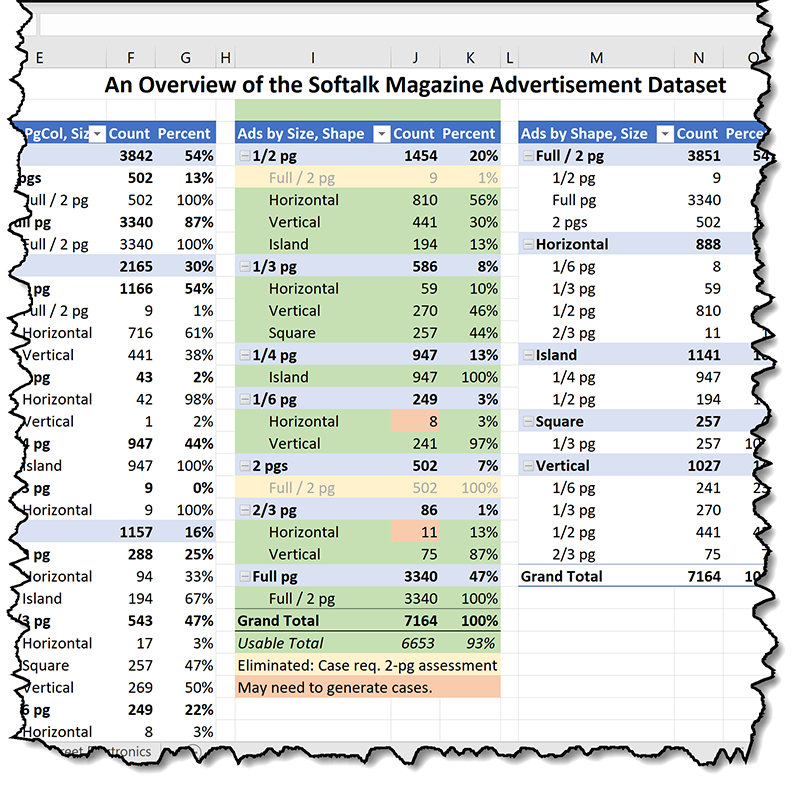 E F G H I J K L M N O
An Overview of the Softalk Magazine Advertisement Dataset
PgCol, Siz Count Percent Ads by Size, Shape Count Percent Ads by Shape, Size Count Perce
3842 54% 1/2 pg 1454 20% Full / 2 pg 3851 54
pgs 502 13% Full / 2 pg 9 1% 1/2 pg 9
Full / 2 pg 502 100% Horizontal 810 56% Full pg 3340
pg 3340 87% Vertical 441 30% 2 pgs 502
Full / 2 pg 3340 100% Island 194 13% Horizontal 888
2165 30% 1/3 pg 586 8% 1/6 pg 8
pg 1166 54% Horizontal 59 10% 1/3 pg 59
Full / 2 pg 9 1% Vertical 270 46% 1/2 pg 810
Horizontal 716 61% Square 257 44% 2/3 pg 11
Vertical 441 38% 1/4 pg 947 13% Island 1141
pg 43 2% Island 947 100% 1/4 pg 947
Horizontal 42 98% 1/6 pg 249 3% 1/2 pg 194
Vertical 1 2% Horizontal 8 3% Square 257
pg 947 44% Vertical 241 97% 1/3 pg 257 10
Island 947 100% 2 pgs 502 7% Vertical 1027
pg 9 0% Full / 2 pg 502 100% 1/6 pg 241
Horizontal 9 100% 2/3 pg 86 1% 1/3 pg 270
1157 16% Horizontal 11 13% 1/2 pg 441
pg 288 25% Vertical 75 87% 2/3 pg 75
Horizontal 94 33% Full pg 3340 47% Grand Total 7164 10
Island 194 67% Full / 2 pg 3340 100%
/3 pg 543 47% Grand Total 7164 100%
Horizontal 17 3% Usable Total 6653 93%
Square 257 47% Eliminated: Case req. 2-pg assessment
Vertical 269 50% May need to generate cases.
pg 249 22%
Horizontal 8 3%